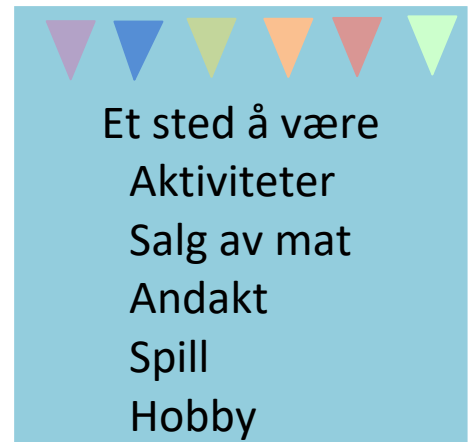 Et sted å være
Aktiviteter
Salg av mat
Andakt
Spill
Hobby